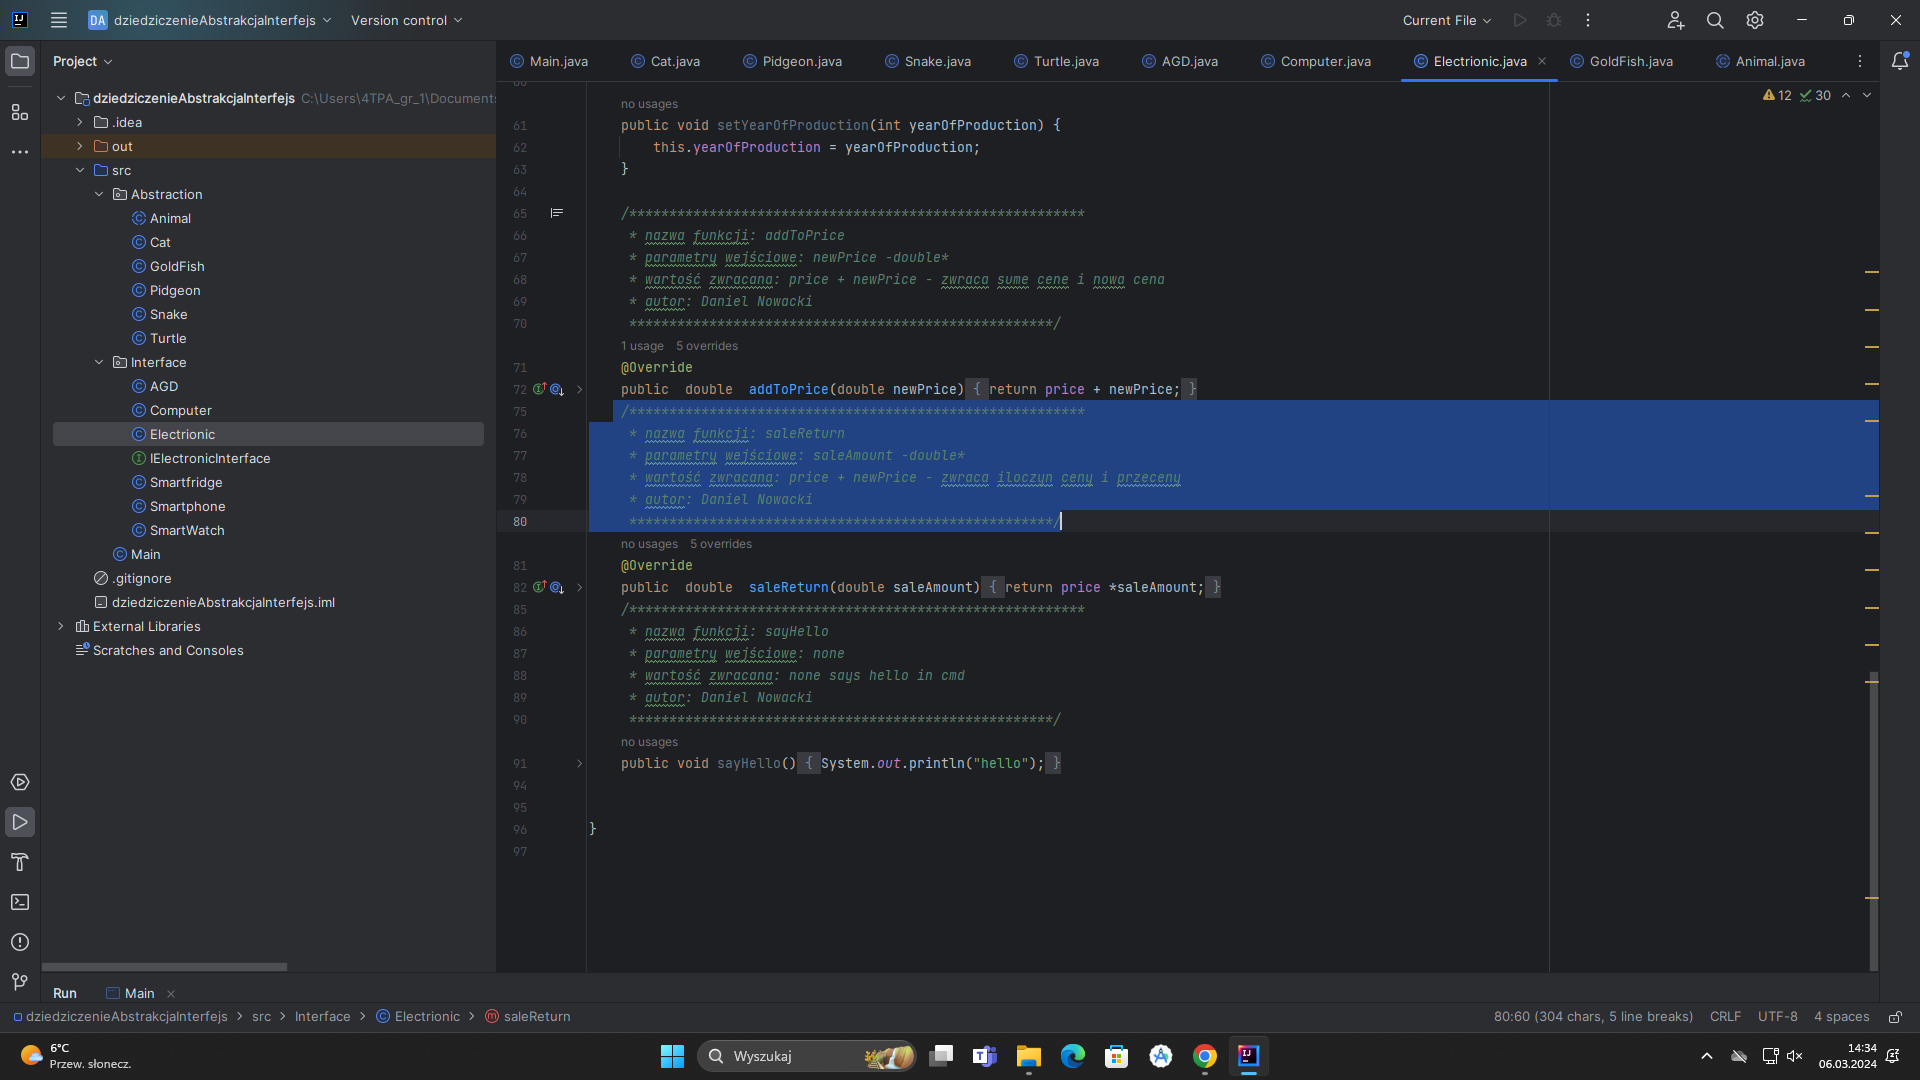 DA dziedziczenieAbstrakcjaInterfejs Version control Current File
Project
Main.java Cat.java Pidgeon.java Snake.java Turtle.java AGD.java Computer.java Electrionic.java GoldFish.java Animal.java
12 30
dziedziczenieAbstrakcjaInterfejs C:\Users\4TPA_gr_1\Documents
.idea
out
src
Abstraction
Animal
Cat
GoldFish
Pidgeon
Snake
Turtle
Interface
AGD
Computer
Electrionic
IElectronicInterface
Smartfridge
Smartphone
SmartWatch
Main
.gitignore
dziedziczenieAbstrakcjaInterfejs.iml
External Libraries
Scratches and Consoles
no usages
61 public void setYearOfProduction(int yearOfProduction) {
62 this.yearOfProduction = yearOfProduction;
63 }
64
65 /*********************************************************
66 * nazwa funkcji: addToPrice
67 * parametry wejściowe: newPrice -double*
68 * wartość zwracana: price + newPrice - zwraca sume cene i nowa cena
69 * autor: Daniel Nowacki
70 *****************************************************/
1 usage 5 overrides
71 @Override
72 public double addToPrice(double newPrice) { return price + newPrice; }
75 /*********************************************************
76 * nazwa funkcji: saleReturn
77 * parametry wejściowe: saleAmount -double*
78 * wartość zwracana: price + newPrice - zwraca iloczyn ceny i przeceny
79 * autor: Daniel Nowacki
80 *****************************************************/
no usages 5 overrides
81 @Override
82 public double saleReturn(double saleAmount) { return price *saleAmount; }
85 /*********************************************************
86 * nazwa funkcji: sayHello
87 * parametry wejściowe: none
88 * wartość zwracana: none says hello in cmd
89 * autor: Daniel Nowacki
90 *****************************************************/
no usages
91 public void sayHello() { System.out.println("hello"); }
94
95
96 }
97
Run Main
dziedziczenieAbstrakcjaInterfejs src Interface Electrionic saleReturn 80:60 (304 chars, 5 line breaks) CRLF UTF-8 4 spaces
6°C
Przew. słonecz.
Wyszukaj
14:34
06.03.2024